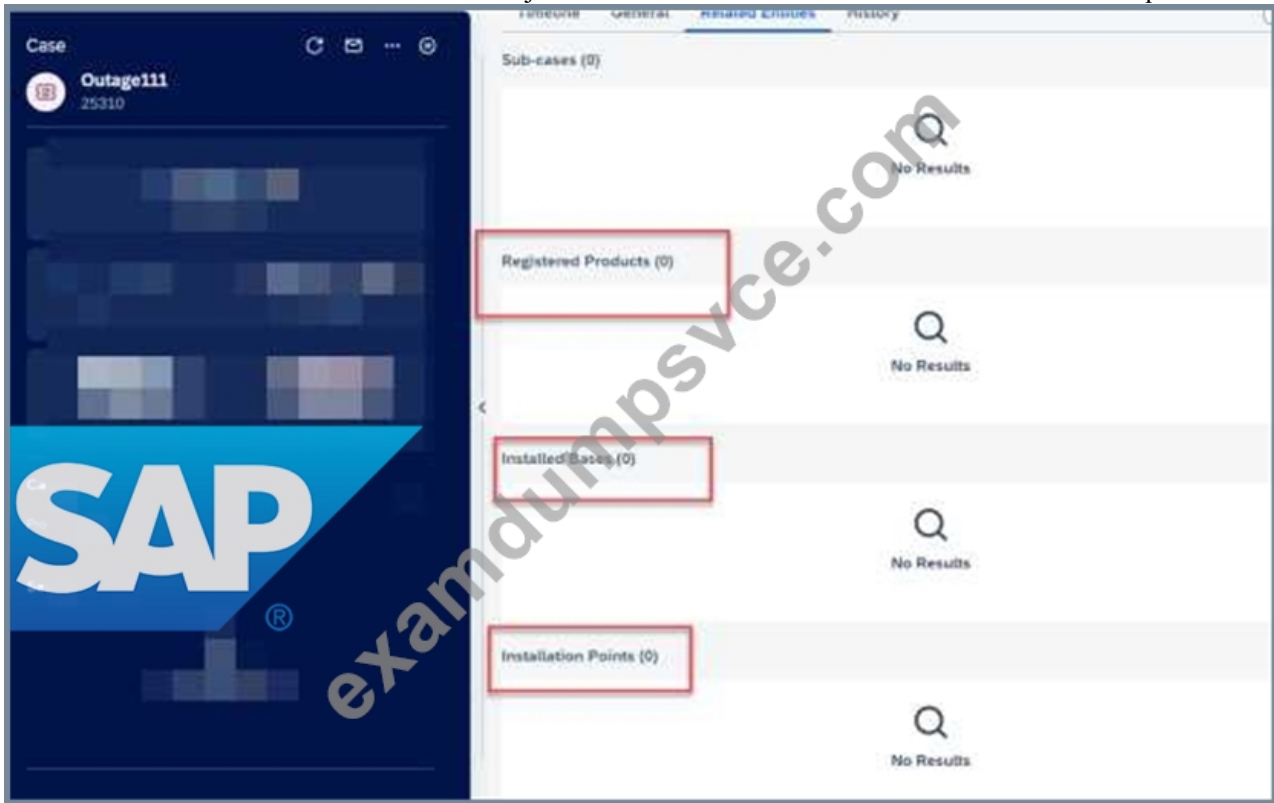 Timeline General Related Entities History
Case
Outage111
25310
Sub-cases (0)
No Results
Registered Products (0)
No Results
Installed Bases (0)
No Results
Installation Points (0)
No Results
SAP
®
examdumpsvce.com